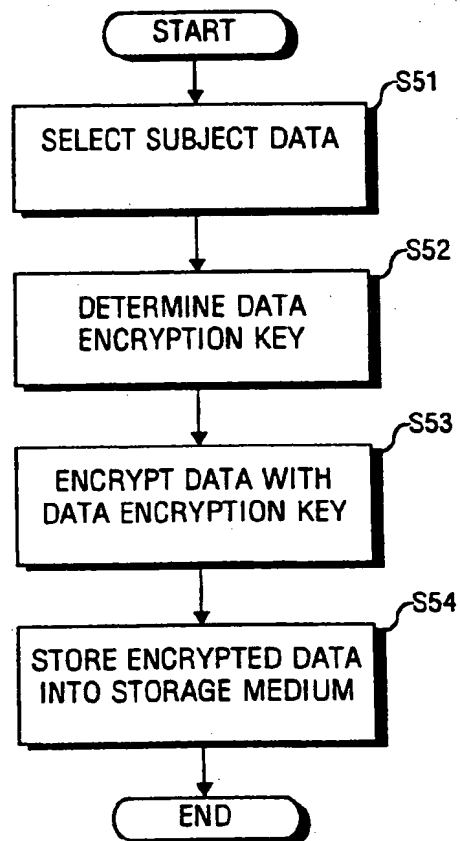 START
S51
SELECT SUBJECT DATA
S52
DETERMINE DATA
ENCRYPTION KEY
S53
ENCRYPT DATA WITH
DATA ENCRYPTION KEY
S54
STORE ENCRYPTED DATA
INTO STORAGE MEDIUM
END